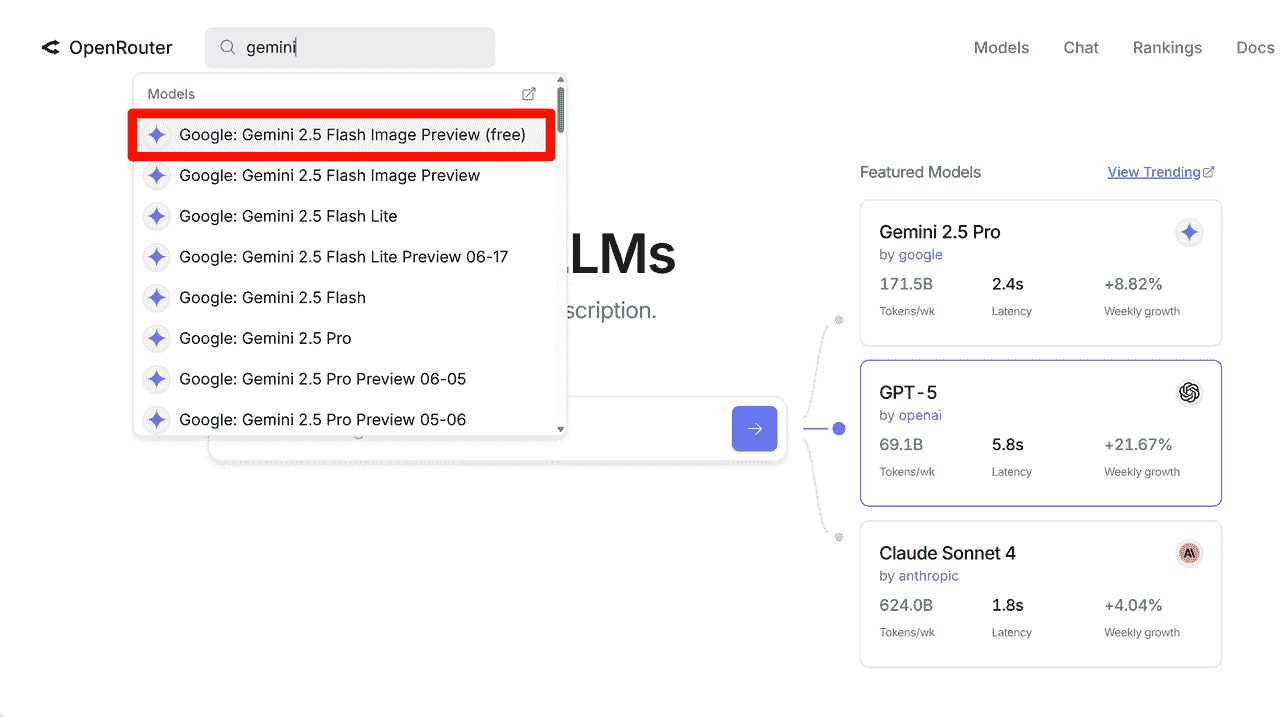 OpenRouter
gemini
Models
Chat
Rankings
Docs
Models
Google: Gemini 2.5 Flash Image Preview (free)
Google: Gemini 2.5 Flash Image Preview
Google: Gemini 2.5 Flash Lite
Google: Gemini 2.5 Flash Lite Preview 06-17
Google: Gemini 2.5 Flash
Google: Gemini 2.5 Pro
Google: Gemini 2.5 Pro Preview 06-05
Google: Gemini 2.5 Pro Preview 05-06
LLMs
scription.
Featured Models
View Trending
Gemini 2.5 Pro
by google
171.5B 2.4s +8.82%
Tokens/wk Latency Weekly growth
GPT-5
by openai
69.1B 5.8s +21.67%
Tokens/wk Latency Weekly growth
Claude Sonnet 4
by anthropic
624.0B 1.8s +4.04%
Tokens/wk Latency Weekly growth